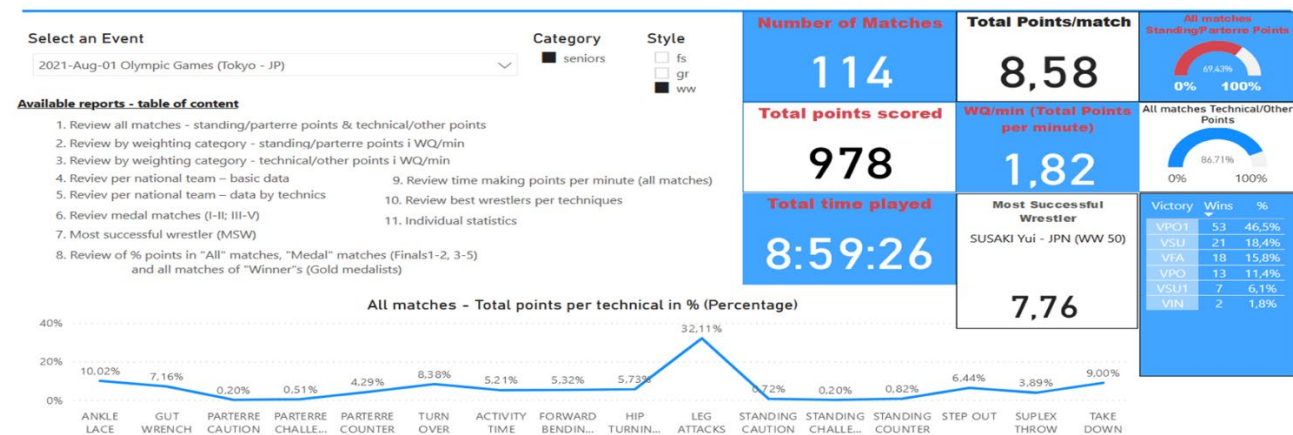 Select an Event
2021-Aug-01 Olympic Games (Tokyo - JP)
Category
seniors
Style
fs
gr
ww
Available reports - table of content
1. Review all matches - standing/parterre points & technical/other points
2. Review by weighting category - standing/parterre points i WQ/min
3. Review by weighting category - technical/other points i WQ/min
4. Review per national team – basic data
5. Reviev per national team – data by technics
6. Reviev medal matches (I-II; III-V)
7. Most successful wrestler (MSW)
8. Review of % points in "All" matches, "Medal" matches (Finals1-2, 3-5)
and all matches of "Winner"s (Gold medalists)
9. Review time making points per minute (all matches)
10. Review best wrestlers per techniques
11. Individual statistics
Number of Matches
114
Total Points/match
8,58
All matches
Standing/Parterre Points
69.43%
0% 100%
Total points scored
978
WQ/min (Total Points
per minute)
1,82
All matches Technical/Other
Points
86.71%
0% 100%
Total time played
8:59:26
Most Successful
Wrestler
SUSAKI Yui - JPN (WW 50)
7,76
Victory Wins %
VPO1 53 46,5%
VSU 21 18,4%
VFA 18 15,8%
VPO 13 11,4%
VSU1 7 6,1%
VIN 2 1,8%
All matches - Total points per technical in % (Percentage)
40%
20%
0%
10,02%
7,16%
0,20%
0,51%
4,29%
8,38%
5,21%
5,32%
5,73%
32,11%
0,72%
0,20%
0,82%
6,44%
3,89%
9,00%
ANKLE LACE
GUT WRENCH
PARTERRE CAUTION
PARTERRE CHALLE...
PARTERRE COUNTER
TURN OVER
ACTIVITY TIME
FORWARD BENDIN...
HIP TURNIN...
LEG ATTACKS
STANDING CAUTION
STANDING CHALLE...
STANDING COUNTER
STEP OUT
SUPLEX THROW
TAKE DOWN